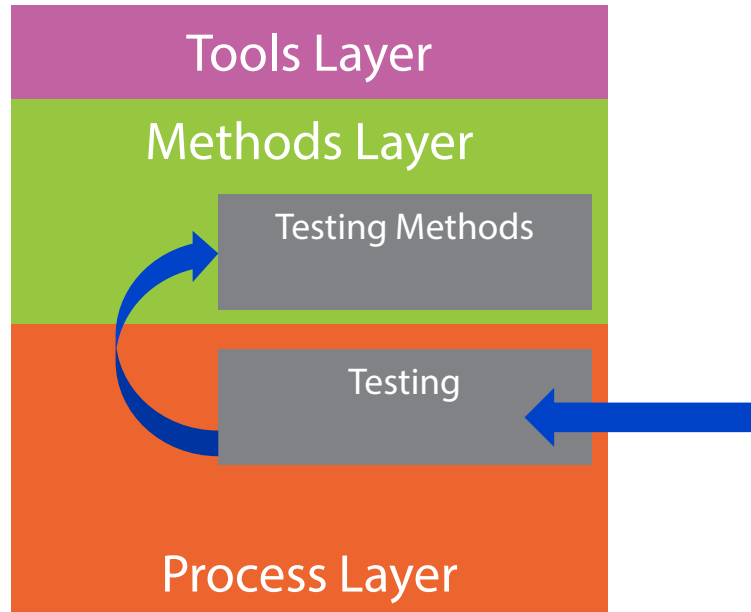 Tools Layer
Methods Layer
Testing Methods
Testing
Process Layer